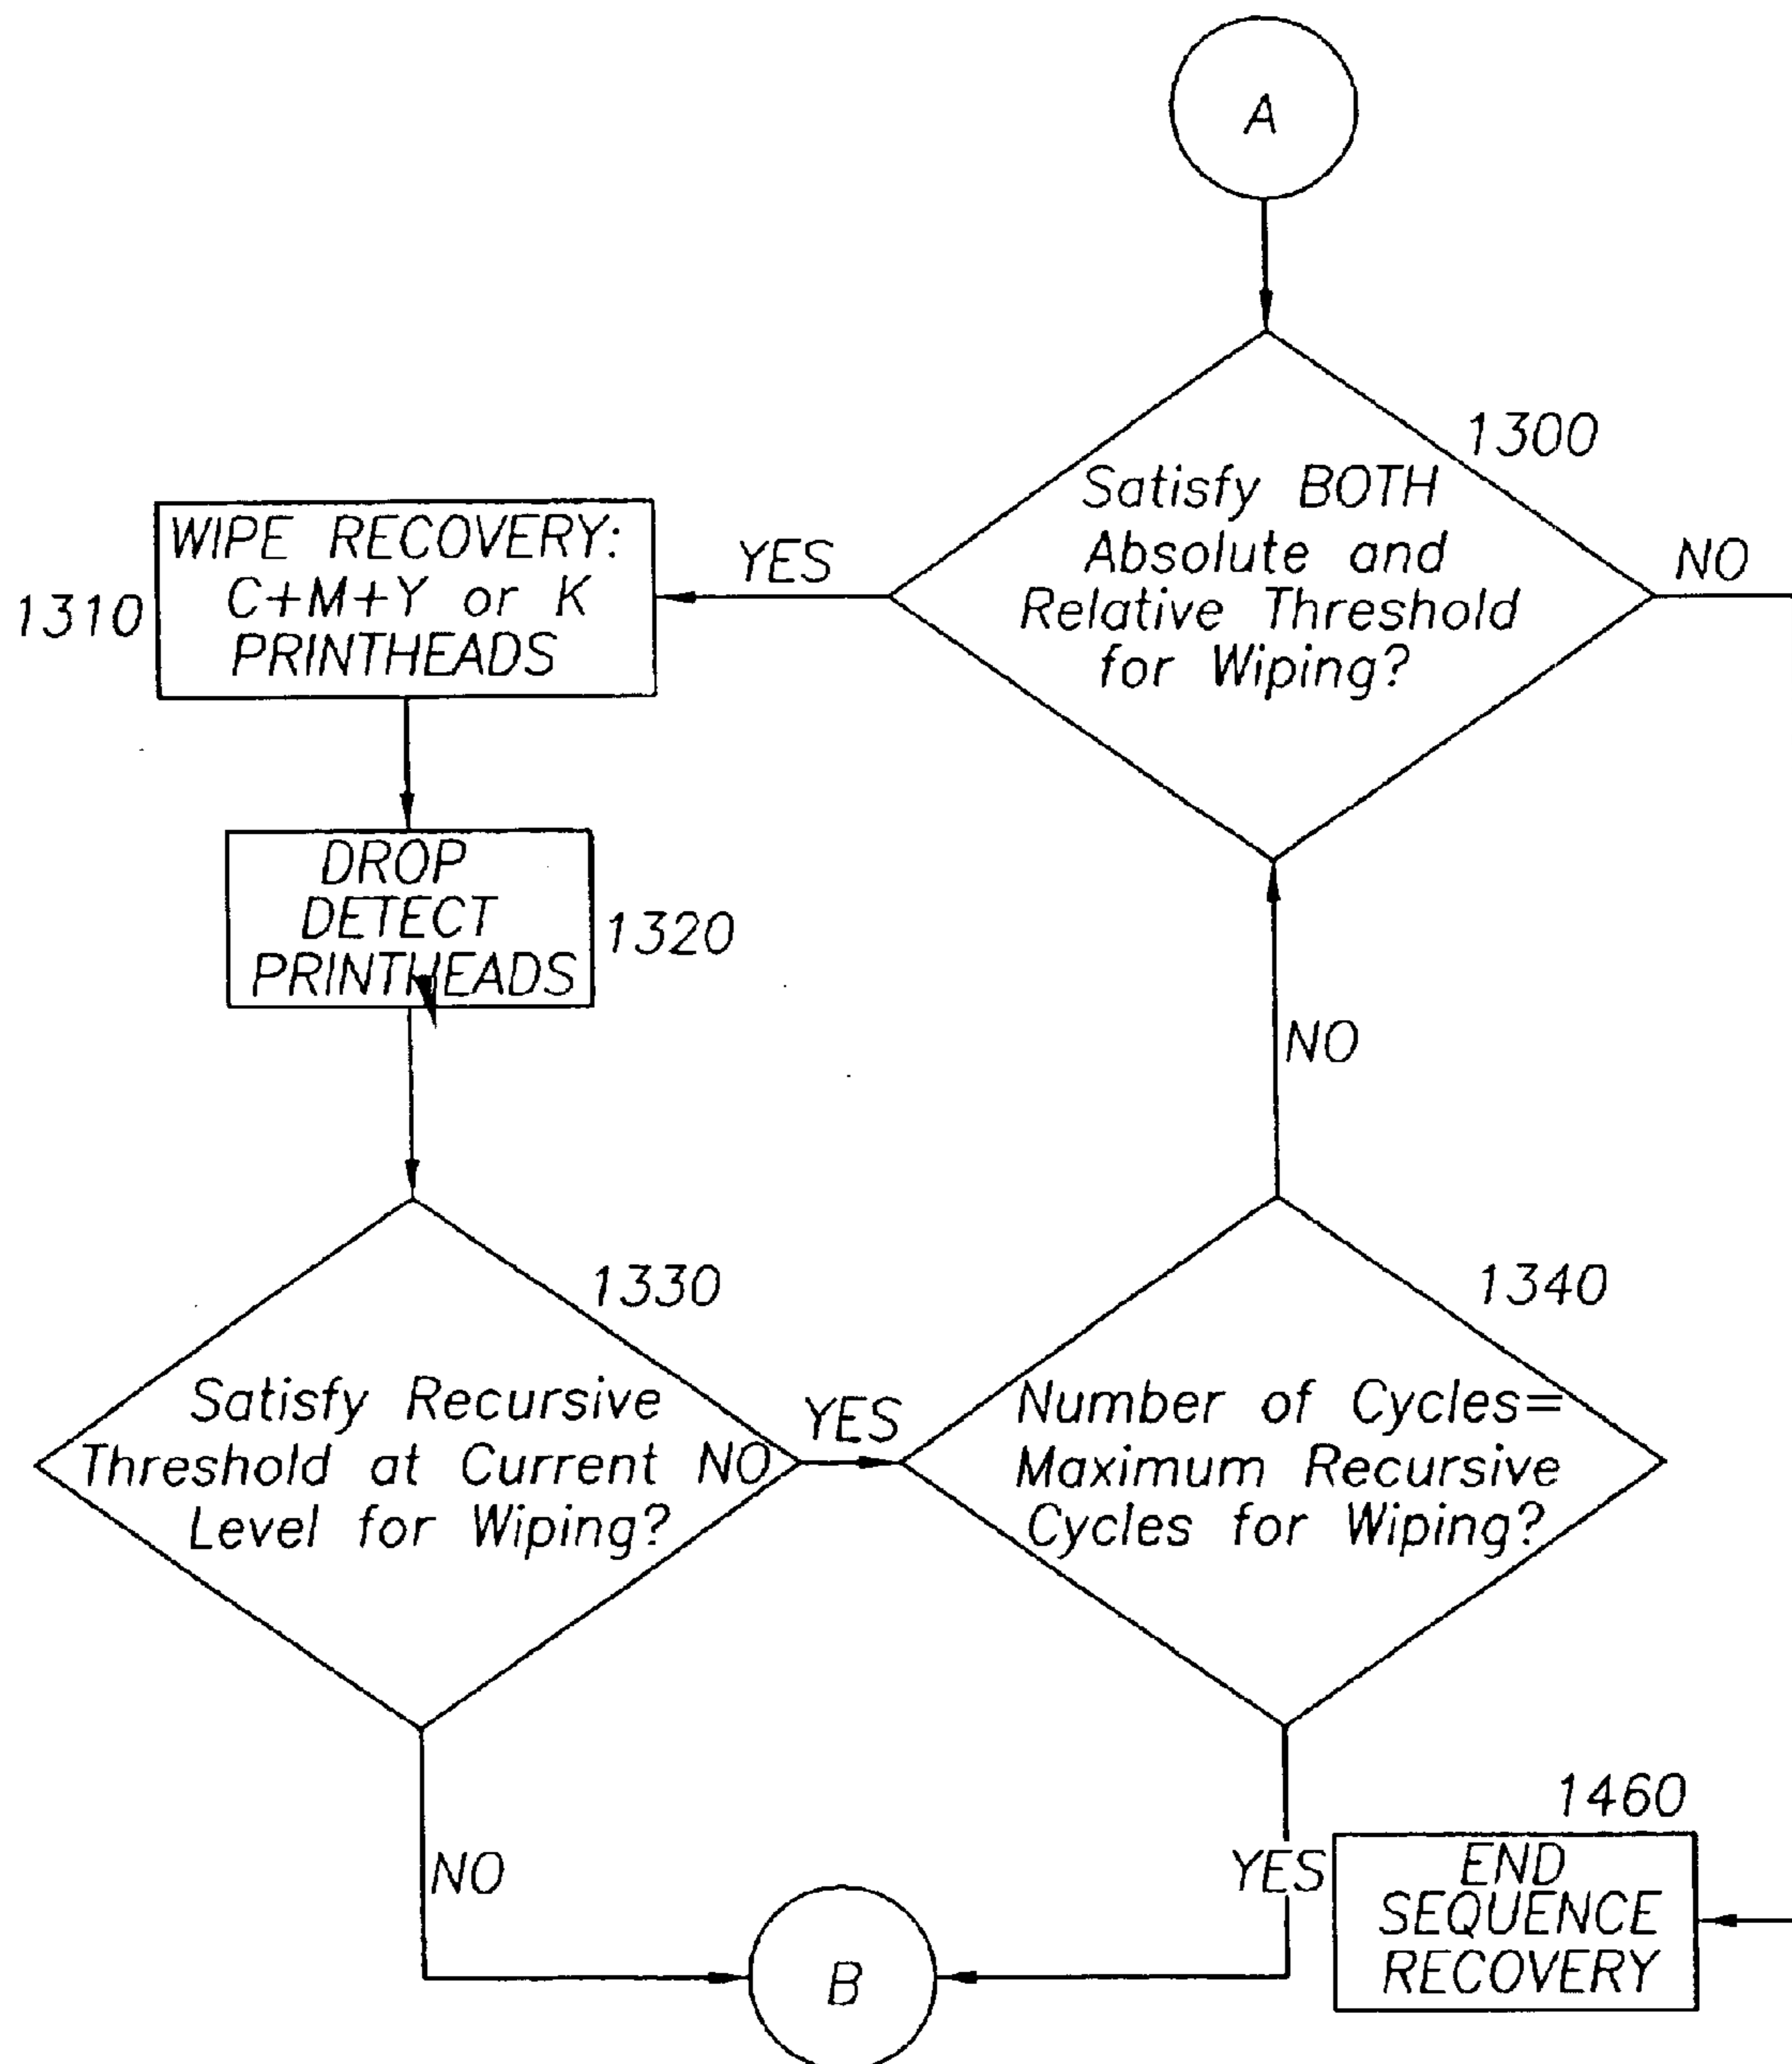 A
1300
Satisfy BOTH
Absolute and
Relative Threshold
for Wiping?
NO
YES
WIPE RECOVERY:
C+M+Y or K
PRINTHEADS
1310
DROP
DETECT
PRINTHEADS
1320
NO
1330
Satisfy Recursive
Threshold at Current NO
Level for Wiping?
YES
1340
Number of Cycles=
Maximum Recursive
Cycles for Wiping?
NO
YES
1460
END
SEQUENCE
RECOVERY
B